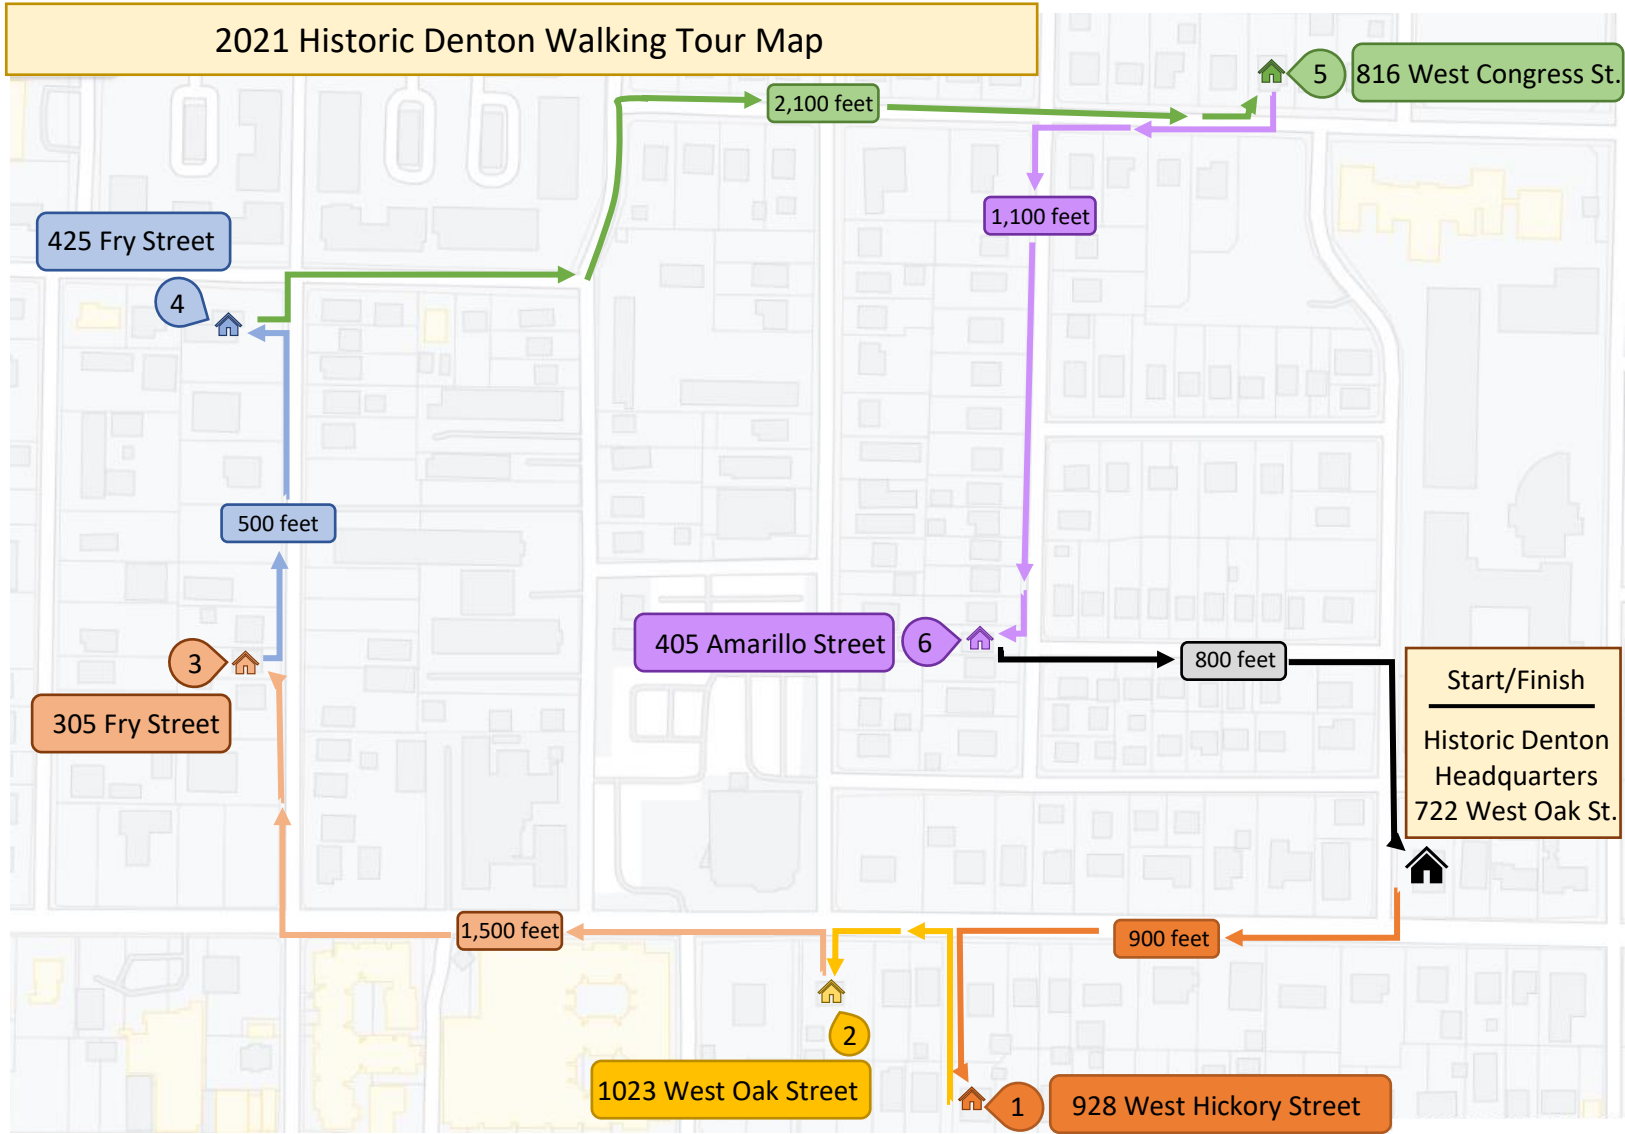 2021 Historic Denton Walking Tour Map
5
816 West Congress St.
2,100 feet
1,100 feet
425 Fry Street
4
500 feet
3
305 Fry Street
405 Amarillo Street
6
800 feet
Start/Finish
Historic Denton
Headquarters
722 West Oak St.
1,500 feet
900 feet
2
1023 West Oak Street
1
928 West Hickory Street